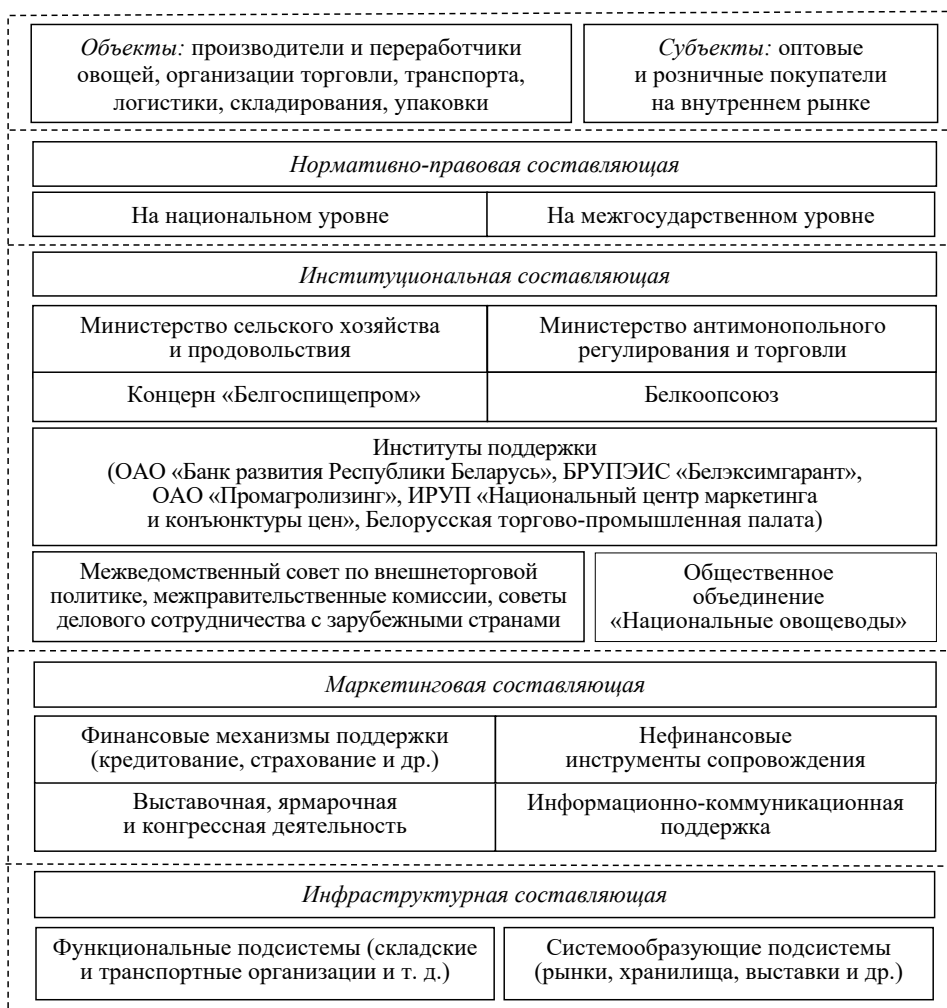 Объекты: производители и переработчики
овощей, организации торговли, транспорта,
логистики, складирования, упаковки
Субъекты: оптовые
и розничные покупатели
на внутреннем рынке
Нормативно-правовая составляющая
На национальном уровне
На межгосударственном уровне
Институциональная составляющая
Министерство сельского хозяйства
и продовольствия
Министерство антимонопольного
регулирования и торговли
Концерн «Белгоспищепром»
Белкоопсоюз
Институты поддержки
(ОАО «Банк развития Республики Беларусь», БРУПЭИС «Белэксимгарант»,
ОАО «Промагролизинг», ИРУП «Национальный центр маркетинга
и конъюнктуры цен», Белорусская торгово-промышленная палата)
Межведомственный совет по внешнеторговой
политике, межправительственные комиссии, советы
делового сотрудничества с зарубежными странами
Общественное
объединение
«Национальные овощеводы»
Маркетинговая составляющая
Финансовые механизмы поддержки
(кредитование, страхование и др.)
Нефинансовые
инструменты сопровождения
Выставочная, ярмарочная
и конгрессная деятельность
Информационно-коммуникационная
поддержка
Инфраструктурная составляющая
Функциональные подсистемы (складские
и транспортные организации и т. д.)
Системообразующие подсистемы
(рынки, хранилища, выставки и др.)